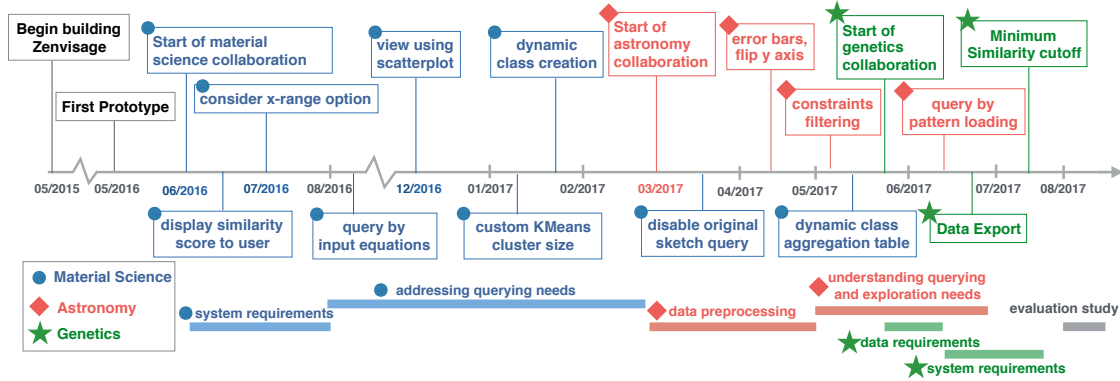 Begin building
Zenvisage
First Prototype
Start of material
science collaboration
consider x-range option
view using
scatterplot
dynamic
class creation
Start of
astronomy
collaboration
error bars,
flip y axis
constraints
filtering
Start of
genetics
collaboration
query by
pattern loading
Minimum
Similarity cutoff
05/2015
05/2016
06/2016
07/2016
08/2016
12/2016
01/2017
02/2017
03/2017
04/2017
05/2017
06/2017
07/2017
08/2017
display similarity
score to user
query by
input equations
custom KMeans
cluster size
disable original
sketch query
dynamic class
aggregation table
Data Export
Material Science
Astronomy
Genetics
system requirements
addressing querying needs
data preprocessing
understanding querying
and exploration needs
data requirements
system requirements
evaluation study